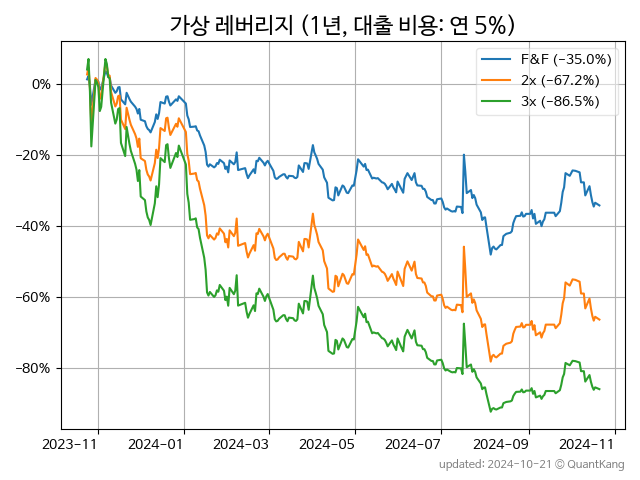 가상 레버리지 (1년, 대출 비용: 연 5%)
F&F (−35.0%)
2x (−67.2%)
3x (−86.5%)
0%
−20%
−40%
−60%
−80%
2023−11 2024−01 2024−03 2024−05 2024−07 2024−09 2024−11
updated: 2024-10-21 © QuantKang